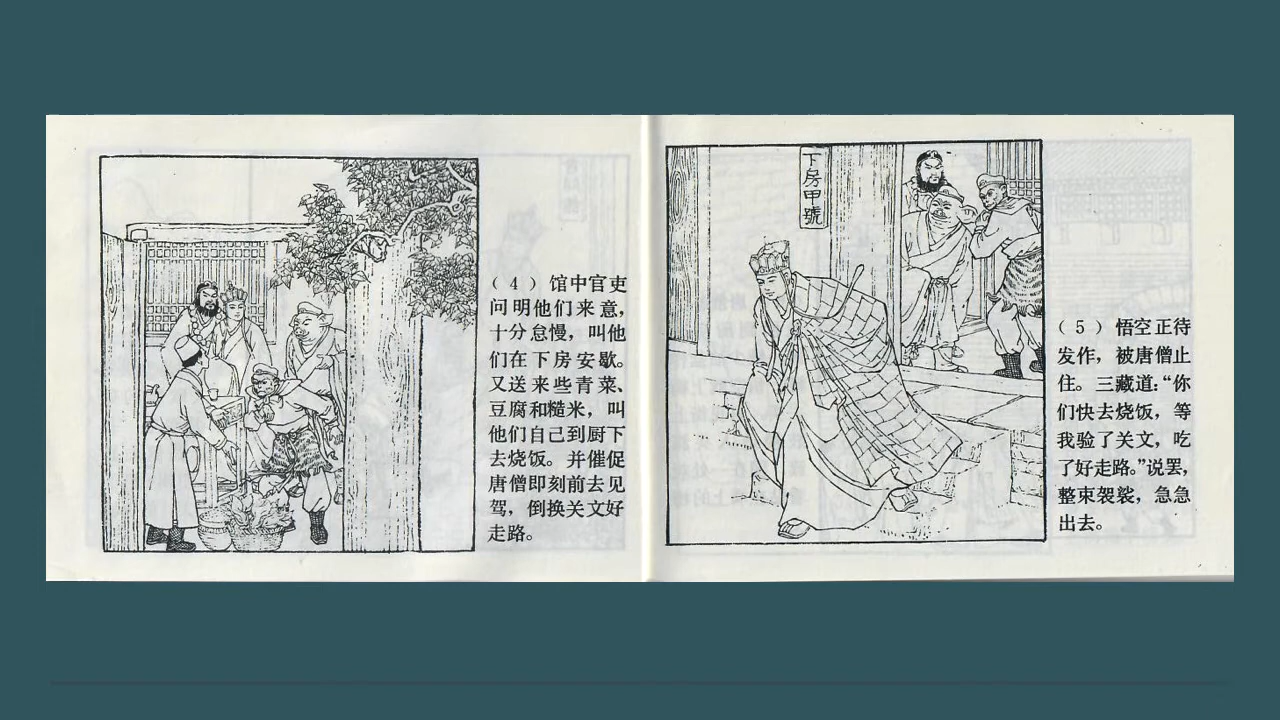 （4）馆中官吏
问明他们来意，
十分怠慢，叫他
们在下房安歇。
又送来些青菜、
豆腐和糙米，叫
他们自己到厨下
去烧饭。并催促
唐僧即刻前去见
驾，倒换关文好
走路。
下房甲號
（5）悟空正待
发作，被唐僧止
住。三藏道：“你
们快去烧饭，等
我验了关文，吃
了好走路。”说罢，
整束袈裟，急急
出去。